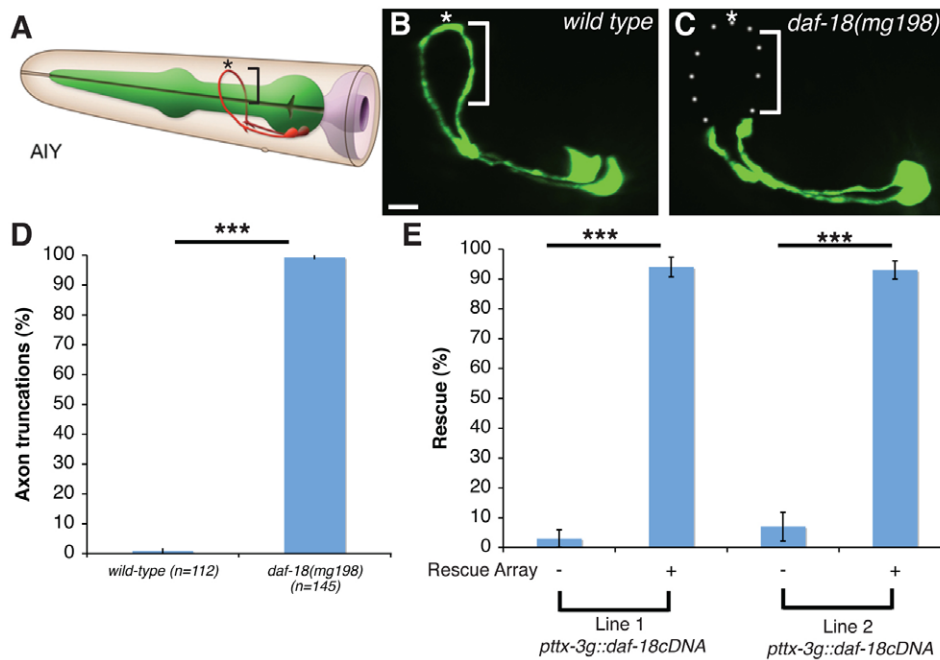 A
*
AIY
B
*
wild type
C
*
daf-18(mg198)
D
***
Axon truncations (%)
100
90
80
70
60
50
40
30
20
10
0
wild-type (n=112)
daf-18(mg198)
(n=145)
E
***
***
Rescue (%)
100
90
80
70
60
50
40
30
20
10
0
Rescue Array - + - +
Line 1
pttx-3g::daf-18cDNA
Line 2
pttx-3g::daf-18cDNA